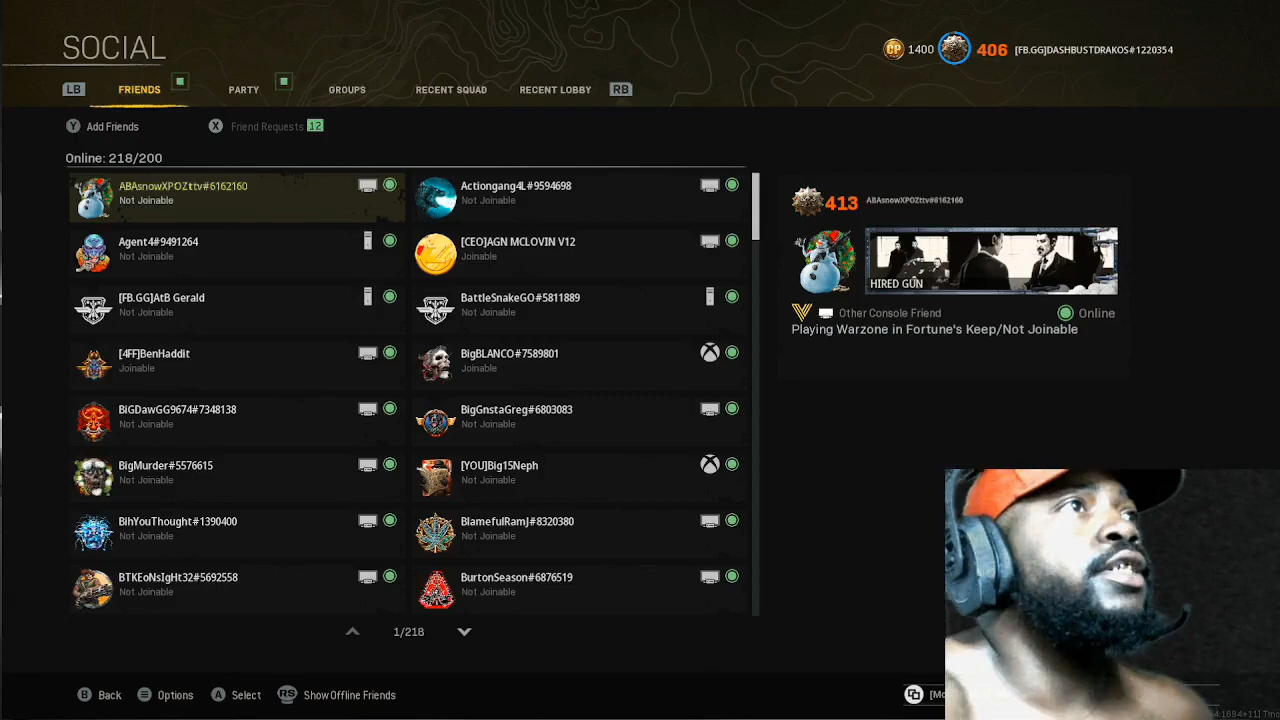 SOCIAL
CP 1400 406 [FB.GG]DASHBUSTDRAKOS#1220354
LB FRIENDS PARTY GROUPS RECENT SQUAD RECENT LOBBY RB
Y Add Friends X Friend Requests 12
Online: 218/200
ABAsnowXPOZttv#6162160
Not Joinable
Actiongang4L#9594698
Not Joinable
Agent4#9491264
Not Joinable
[CEO]AGN MCLOVIN V12
Joinable
[FB.GG]AtB Gerald
Not Joinable
BattleSnakeGO#5811889
Not Joinable
[4FF]BenHaddit
Joinable
BigBLANCO#7589801
Joinable
BIGDawGG9674#7348138
Not Joinable
BigGnstaGreg#6803083
Not Joinable
BigMurder#5576615
Not Joinable
[YOU]Big15Neph
Not Joinable
BihYouThought#1390400
Not Joinable
BlamefulRamJ#8320380
Not Joinable
BTKEoNsIgHt32#5692558
Not Joinable
BurtonSeason#6876519
Not Joinable
1/218
413 ABAsnowXPOZttv#6162160
HIRED GUN
Other Console Friend Online
Playing Warzone in Fortune's Keep/Not Joinable
B Back Options A Select RS Show Offline Friends